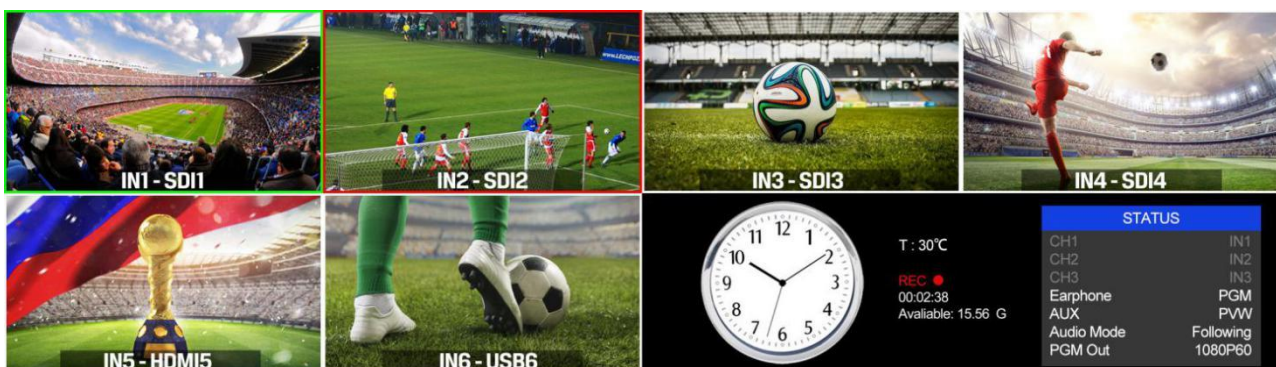 WWW.LECHPOZ
IN1 - SDI1
IN2 - SDI2
IN3 - SDI3
IN4 - SDI4
IN5 - HDMI5
IN6 - USB6
12
11
1
10
2
9
3
8
4
7
5
6
T : 30℃
REC
00:02:38
Avaliable: 15.56 G
STATUS
CH1 IN1
CH2 IN2
CH3 IN3
Earphone PGM
AUX PVW
Audio Mode Following
PGM Out 1080P60